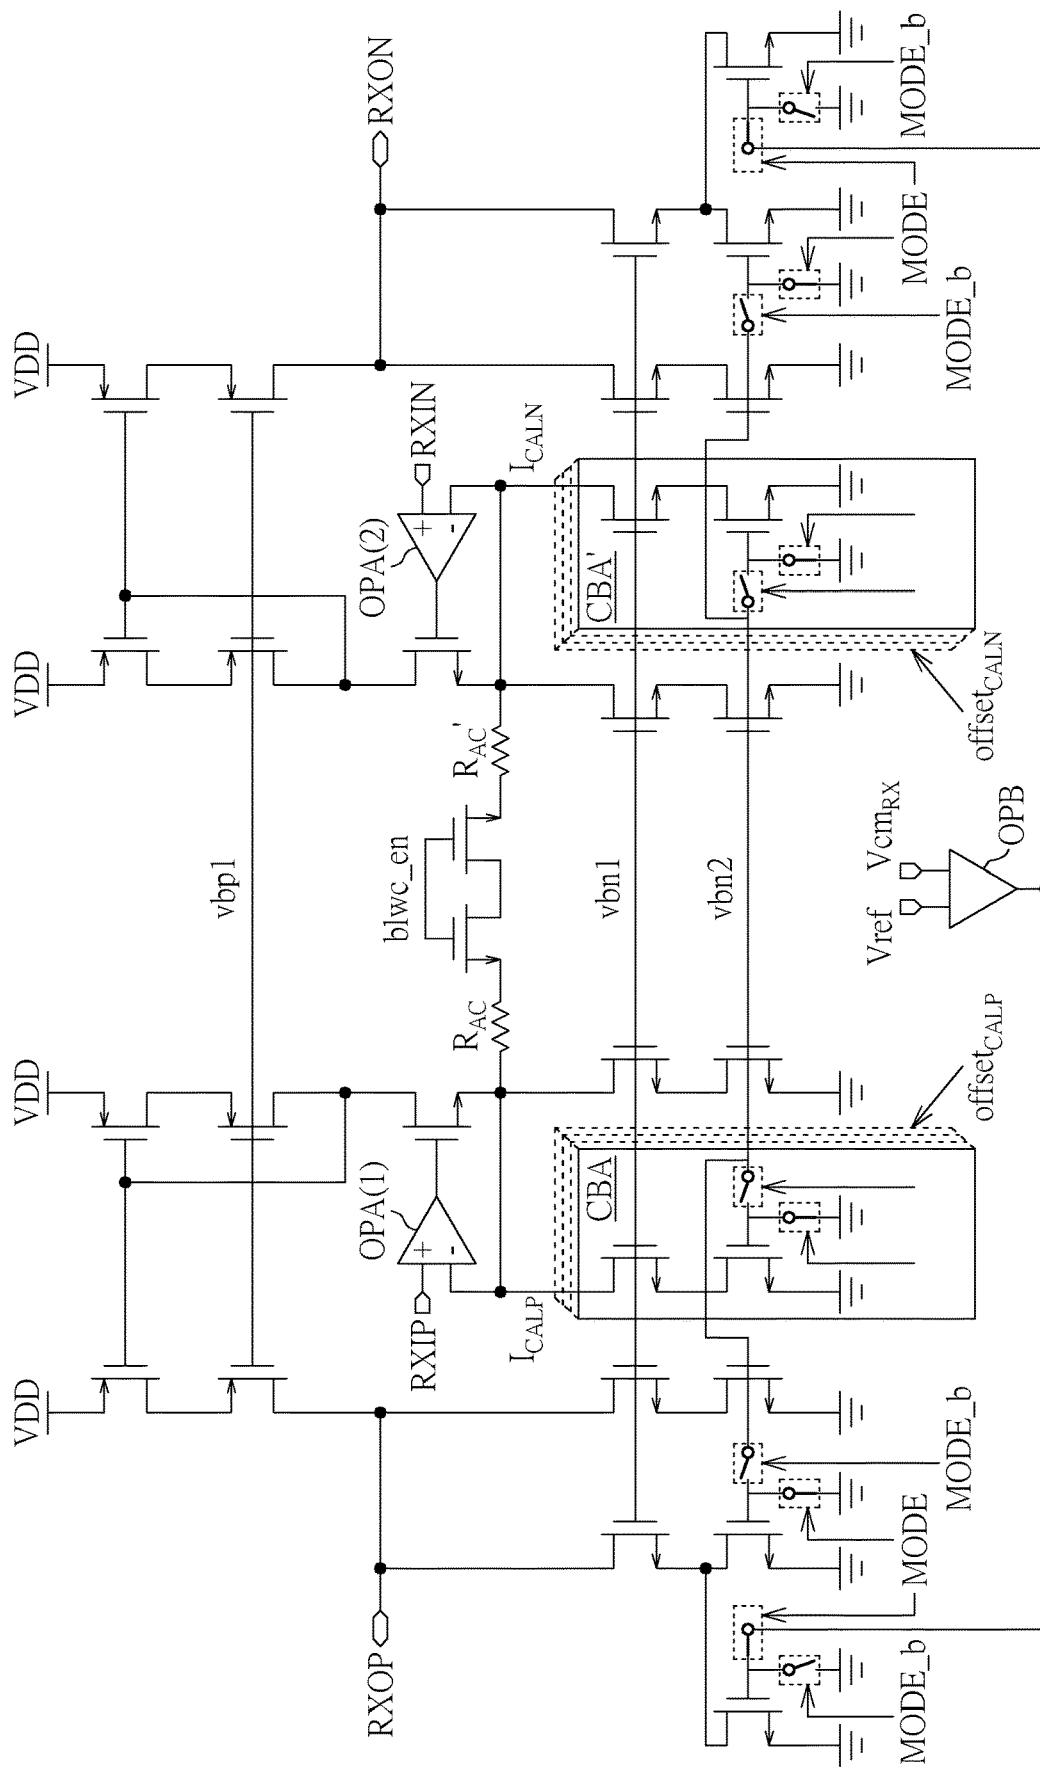 VDD
VDD
VDD
VDD
vbp1
RXOP
RXON
RXIP
OPA(1)
+
-
RXIN
OPA(2)
+
-
blwc_en
R_AC
R_AC'
I_CALP
I_CALN
CBA
CBA'
vbn1
vbn2
offset_CALP
offset_CALN
Vref
Vcm_RX
OPB
MODE_b
MODE
MODE_b
MODE_b
MODE
MODE_b